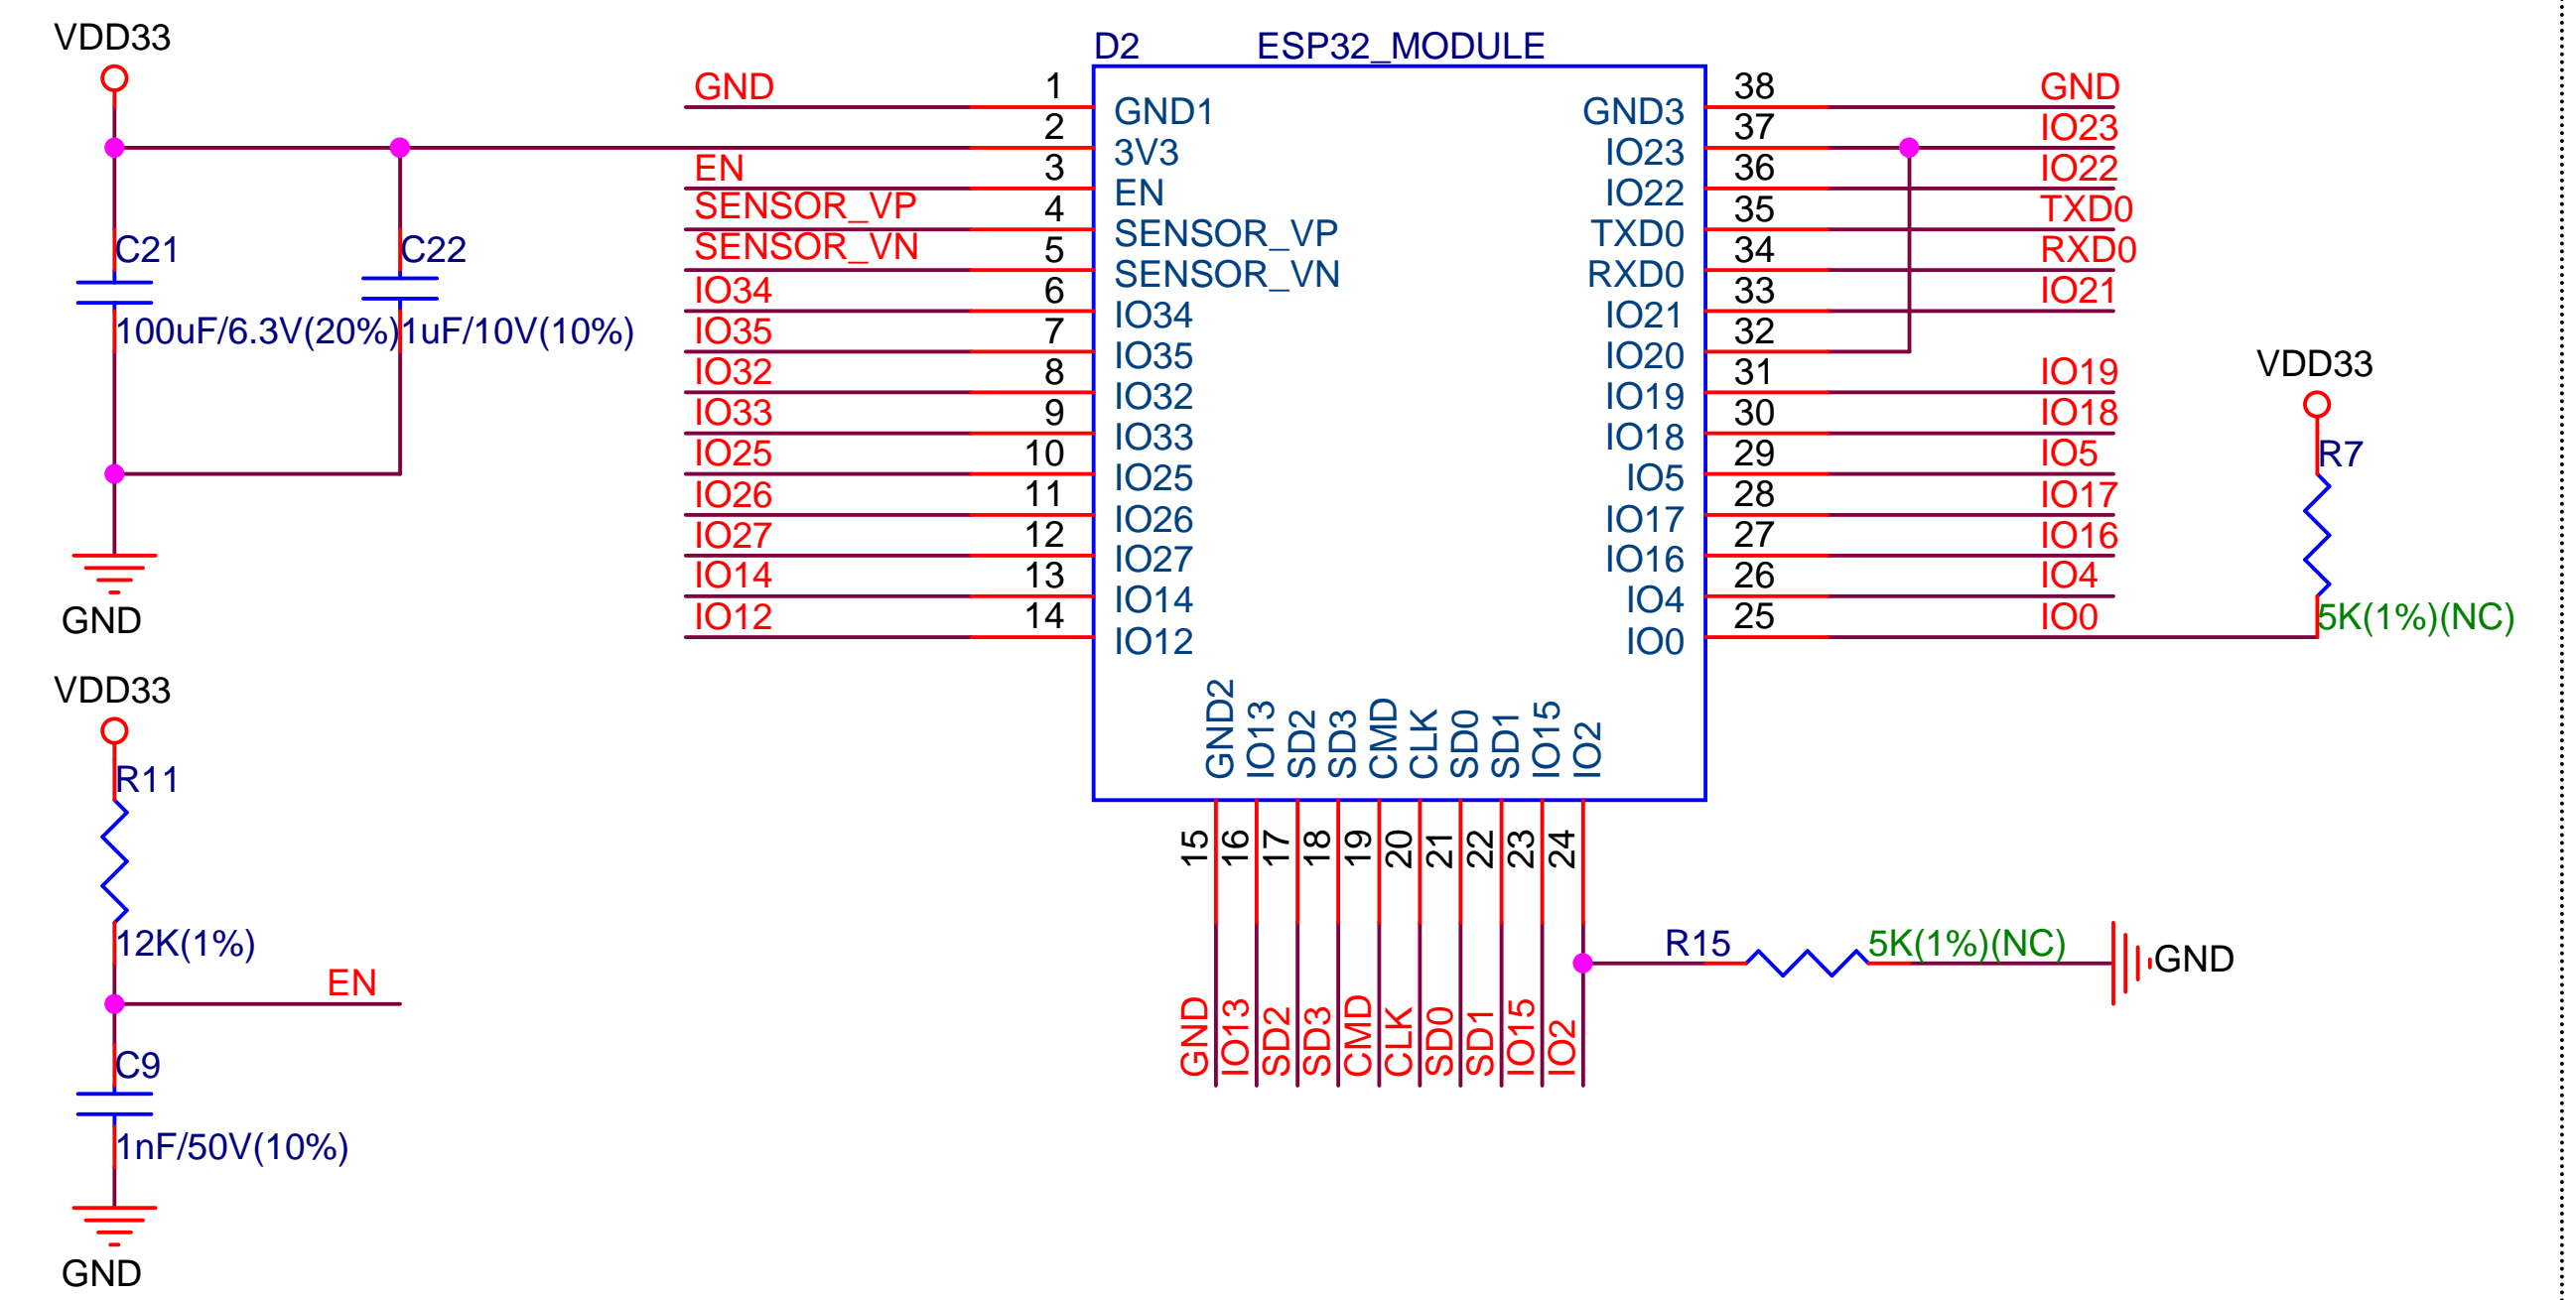 VDD33
C21
100uF/6.3V(20%)
C22
1uF/10V(10%)
GND
VDD33
R11
12K(1%)
EN
C9
1nF/50V(10%)
GND
D2 ESP32_MODULE
GND 1 GND1
2 3V3
EN 3 EN
SENSOR_VP 4 SENSOR_VP
SENSOR_VN 5 SENSOR_VN
IO34 6 IO34
IO35 7 IO35
IO32 8 IO32
IO33 9 IO33
IO25 10 IO25
IO26 11 IO26
IO27 12 IO27
IO14 13 IO14
IO12 14 IO12
GND3 38 GND
IO23 37 IO23
IO22 36 IO22
TXD0 35 TXD0
RXD0 34 RXD0
IO21 33 IO21
IO20 32
IO19 31 IO19
IO18 30 IO18
IO5 29 IO5
IO17 28 IO17
IO16 27 IO16
IO4 26 IO4
IO0 25 IO0
GND2 15 GND
IO13 16 IO13
SD2 17 SD2
SD3 18 SD3
CMD 19 CMD
CLK 20 CLK
SD0 21 SD0
SD1 22 SD1
IO15 23 IO15
IO2 24 IO2
VDD33
R7
5K(1%)(NC)
R15 5K(1%)(NC) GND